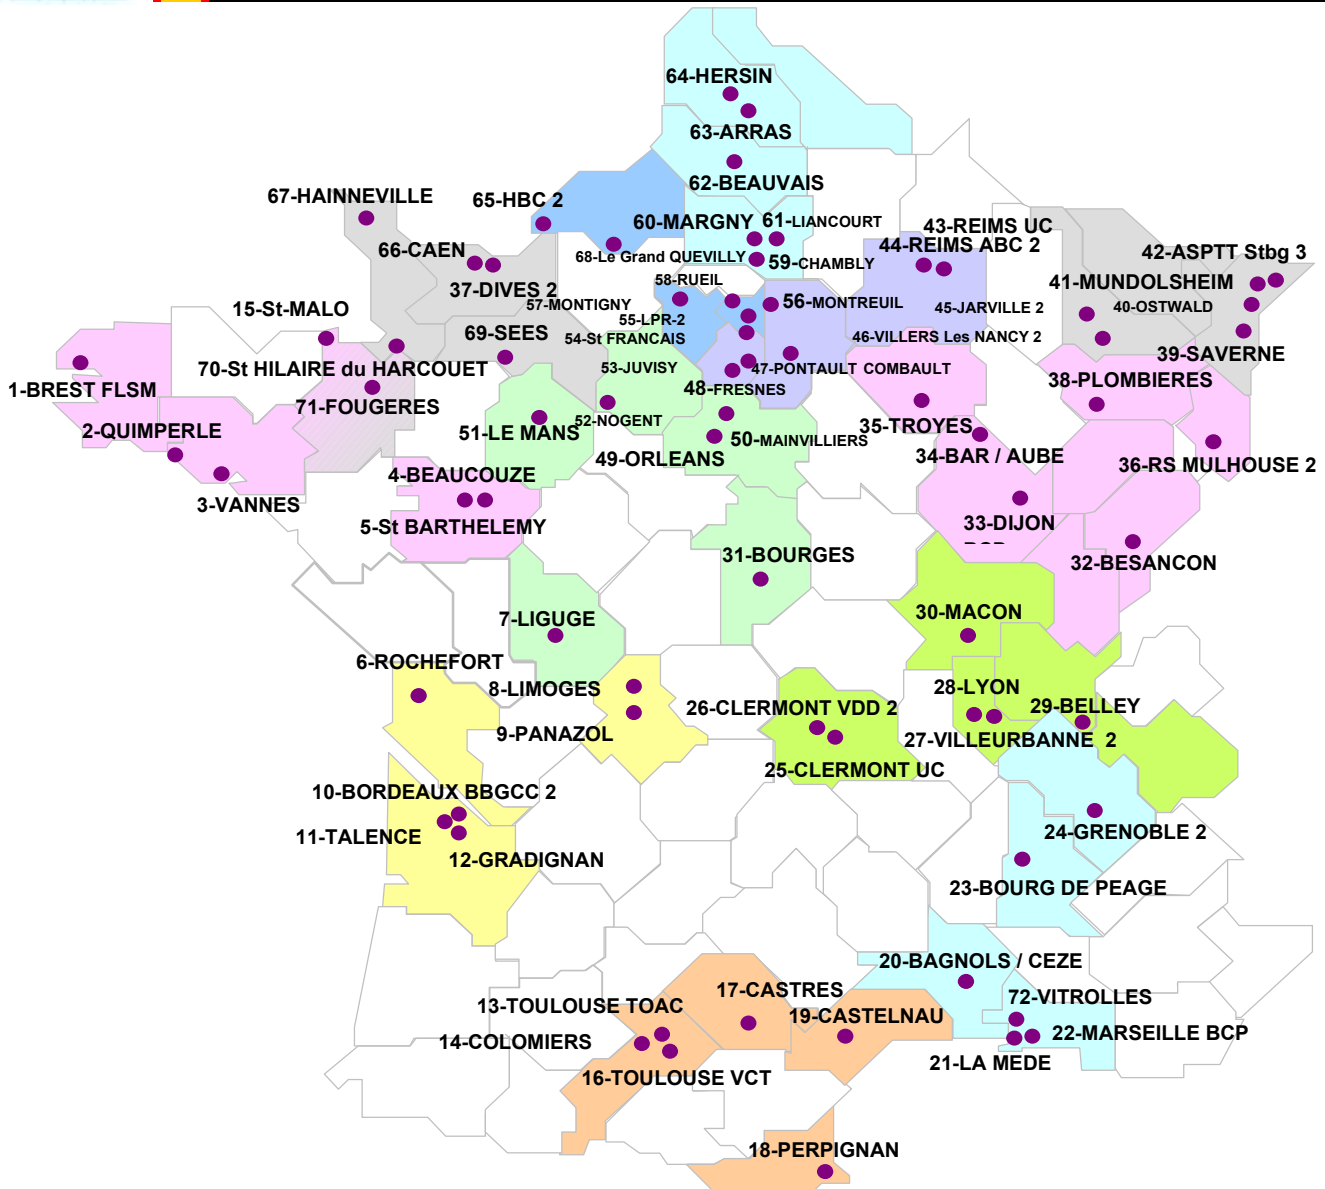 64-HERSIN
63-ARRAS
62-BEAUVAIS
67-HAINNEVILLE
65-HBC 2
60-MARGNY
61-LIANCOURT
43-REIMS UC
66-CAEN
68-Le Grand QUEVILLY
59-CHAMBLY
44-REIMS ABC 2
42-ASPTT Stbg 3
58-RUEIL
41-MUNDOLSHEIM
37-DIVES 2
57-MONTIGNY
56-MONTREUIL
45-JARVILLE 2
40-OSTWALD
15-St-MALO
55-LPR-2
69-SEES
54-St FRANCAIS
46-VILLERS Les NANCY 2
39-SAVERNE
70-St HILAIRE du HARCOUET
53-JUVISY
47-PONTAULT COMBAULT
38-PLOMBIERES
1-BREST FLSM
48-FRESNES
71-FOUGERES
52-NOGENT
35-TROYES
2-QUIMPERLE
51-LE MANS
50-MAINVILLIERS
49-ORLEANS
34-BAR / AUBE
36-RS MULHOUSE 2
4-BEAUCOUZE
3-VANNES
5-St BARTHELEMY
33-DIJON
31-BOURGES
32-BESANCON
30-MACON
7-LIGUGE
6-ROCHEFORT
8-LIMOGES
28-LYON
26-CLERMONT VDD 2
29-BELLEY
9-PANAZOL
27-VILLEURBANNE 2
25-CLERMONT UC
10-BORDEAUX BBGCC 2
11-TALENCE
24-GRENOBLE 2
12-GRADIGNAN
23-BOURG DE PEAGE
20-BAGNOLS / CEZE
17-CASTRES
72-VITROLLES
13-TOULOUSE TOAC
19-CASTELNAU
14-COLOMIERS
22-MARSEILLE BCP
21-LA MEDE
16-TOULOUSE VCT
18-PERPIGNAN